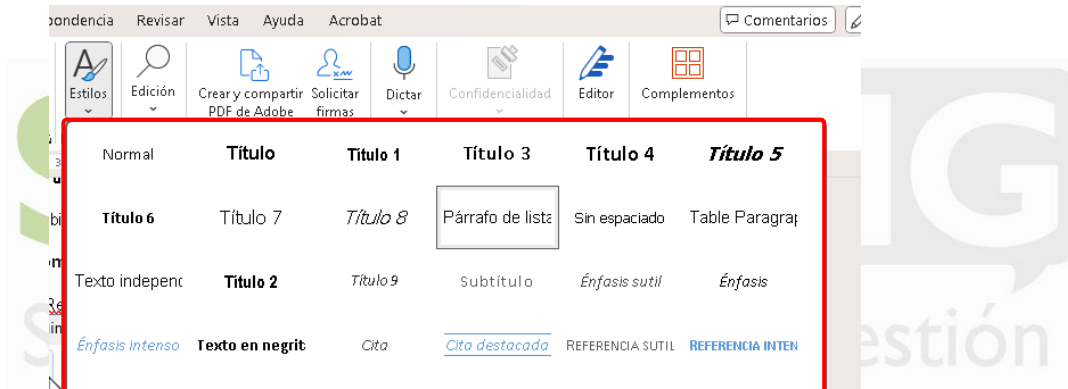 pondencia Revisar Vista Ayuda Acrobat Comentarios
Estilos Edición Crear y compartir PDF de Adobe Solicitar firmas Dictar Confidencialidad Editor Complementos
Normal Título Título 1 Título 3 Título 4 Título 5
Título 6 Título 7 Título 8 Párrafo de lista Sin espaciado Table Paragrap
Texto independ Título 2 Título 9 Subtítulo Énfasis sutil Énfasis
Énfasis intenso Texto en negrit Cita Cita destacada REFERENCIA SUTIL REFERENCIA INTEN